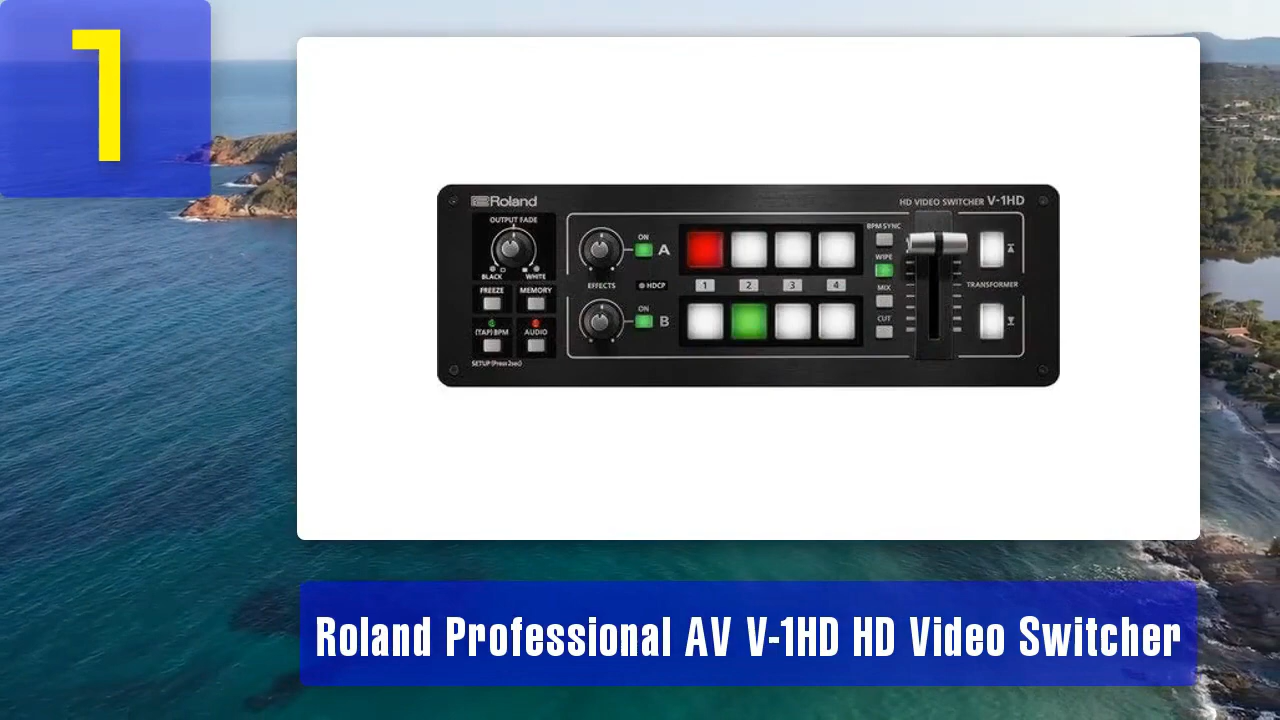 1
Roland
HD VIDEO SWITCHER V-1HD
OUTPUT FADE
BLACK
WHITE
FREEZE
MEMORY
(TAP) BPM
AUDIO
SETUP (Press 2sec)
ON
A
EFFECTS
HDCP
ON
B
1
2
3
4
BPM SYNC
WIPE
MIX
CUT
TRANSFORMER
Roland Professional AV V-1HD HD Video Switcher